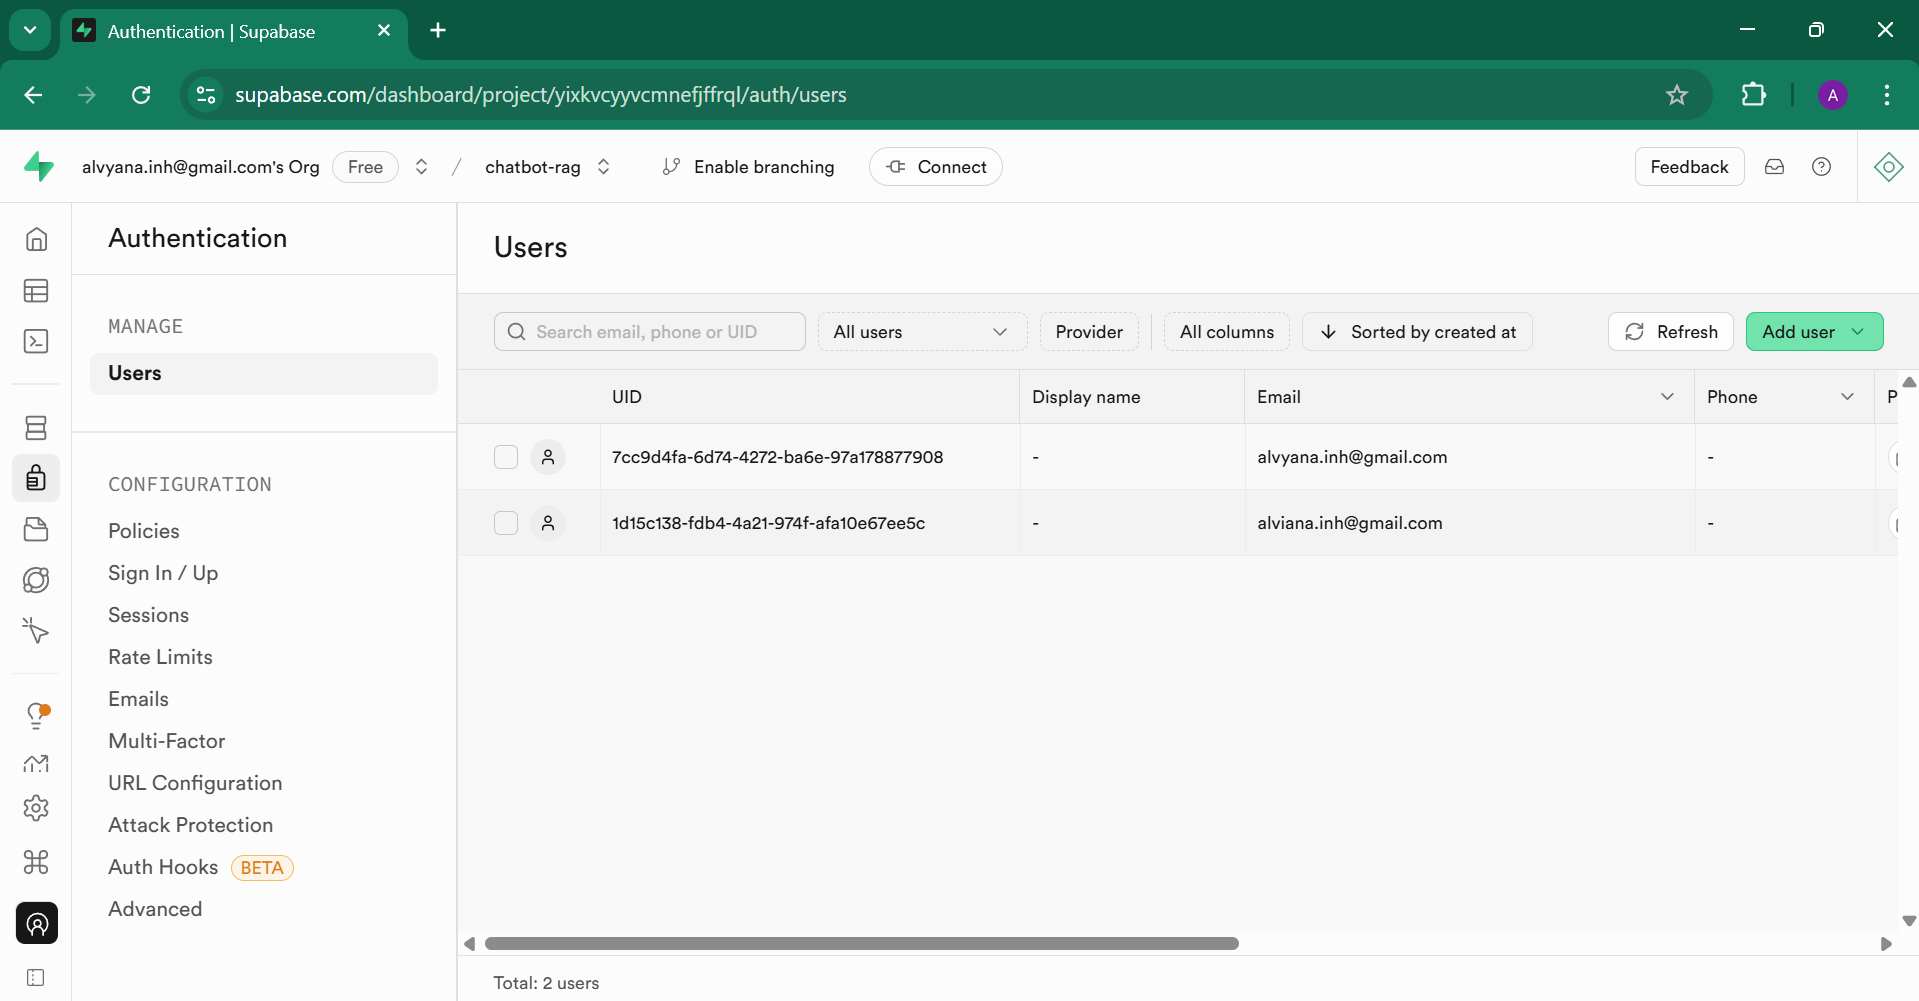 Authentication | Supabase
supabase.com/dashboard/project/yixkvcyyvcmnefjffrql/auth/users
A
alvyana.inh@gmail.com's Org Free / chatbot-rag Enable branching Connect Feedback
Authentication
MANAGE
Users
CONFIGURATION
Policies
Sign In / Up
Sessions
Rate Limits
Emails
Multi-Factor
URL Configuration
Attack Protection
Auth Hooks BETA
Advanced
Users
Search email, phone or UID All users Provider All columns Sorted by created at Refresh Add user
UID Display name Email Phone P
7cc9d4fa-6d74-4272-ba6e-97a178877908 - alvyana.inh@gmail.com -
1d15c138-fdb4-4a21-974f-afa10e67ee5c - alviana.inh@gmail.com -
Total: 2 users